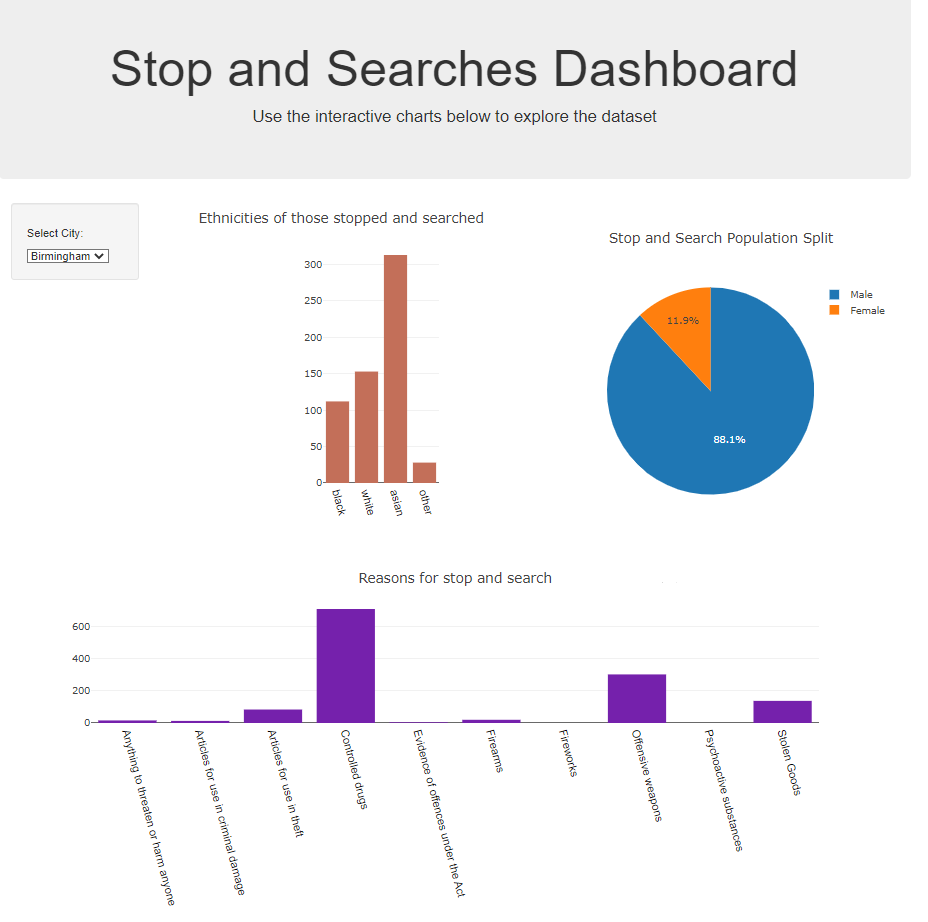 Stop and Searches Dashboard
Use the interactive charts below to explore the dataset
Select City:
Birmingham
Ethnicities of those stopped and searched
300
250
200
150
100
50
0
black
white
asian
other
Stop and Search Population Split
Male
Female
11.9%
88.1%
Reasons for stop and search
600
400
200
0
Anything to threaten or harm anyone
Articles for use in criminal damage
Articles for use in theft
Controlled drugs
Evidence of offences under the Act
Firearms
Fireworks
Offensive weapons
Psychoactive substances
Stolen Goods